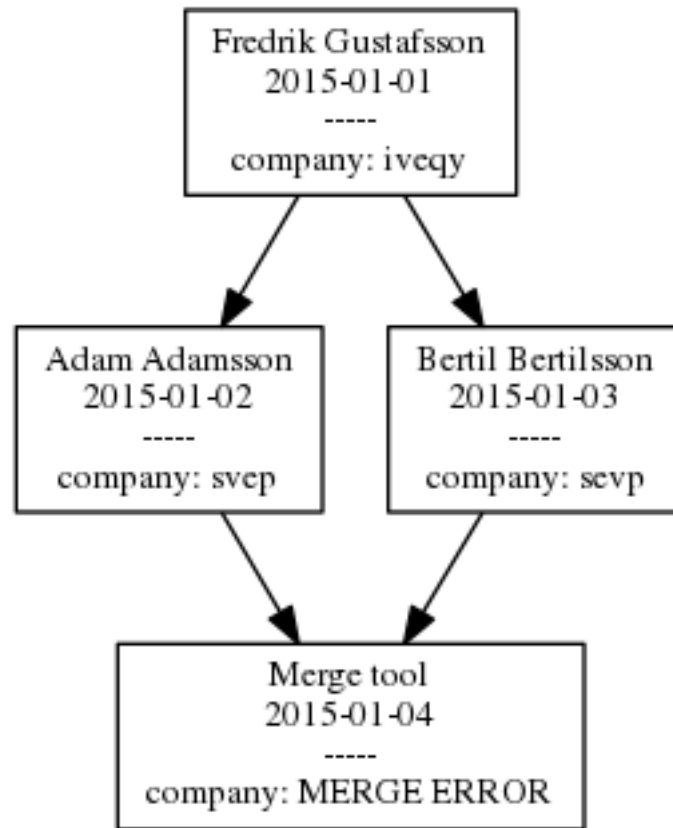 Fredrik Gustafsson
2015-01-01
-----
company: iveqy
Adam Adamsson
2015-01-02
-----
company: svep
Bertil Bertilsson
2015-01-03
-----
company: sevp
Merge tool
2015-01-04
-----
company: MERGE ERROR